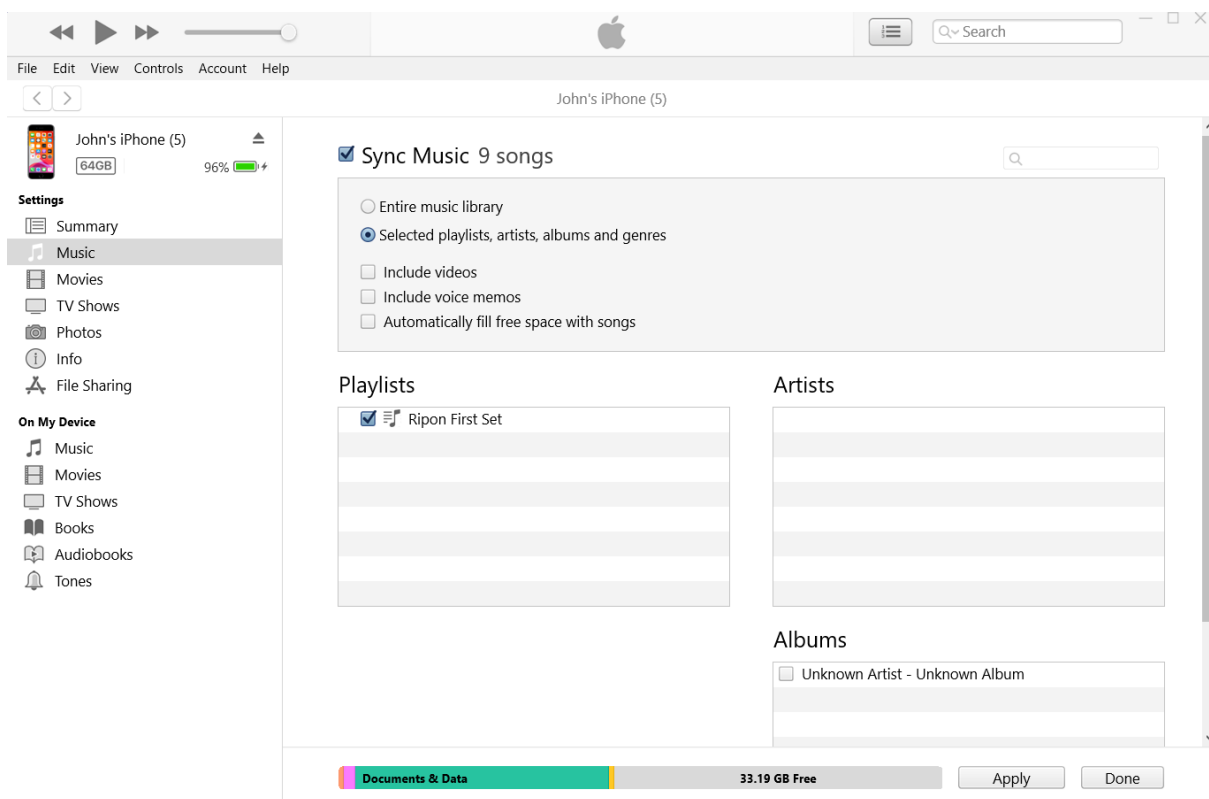 Search
File Edit View Controls Account Help
John's iPhone (5)
John's iPhone (5)
64GB 96%
Settings
Summary
Music
Movies
TV Shows
Photos
Info
File Sharing
On My Device
Music
Movies
TV Shows
Books
Audiobooks
Tones
Sync Music 9 songs
Entire music library
Selected playlists, artists, albums and genres
Include videos
Include voice memos
Automatically fill free space with songs
Playlists
Ripon First Set
Artists
Albums
Unknown Artist - Unknown Album
Documents & Data 33.19 GB Free Apply Done